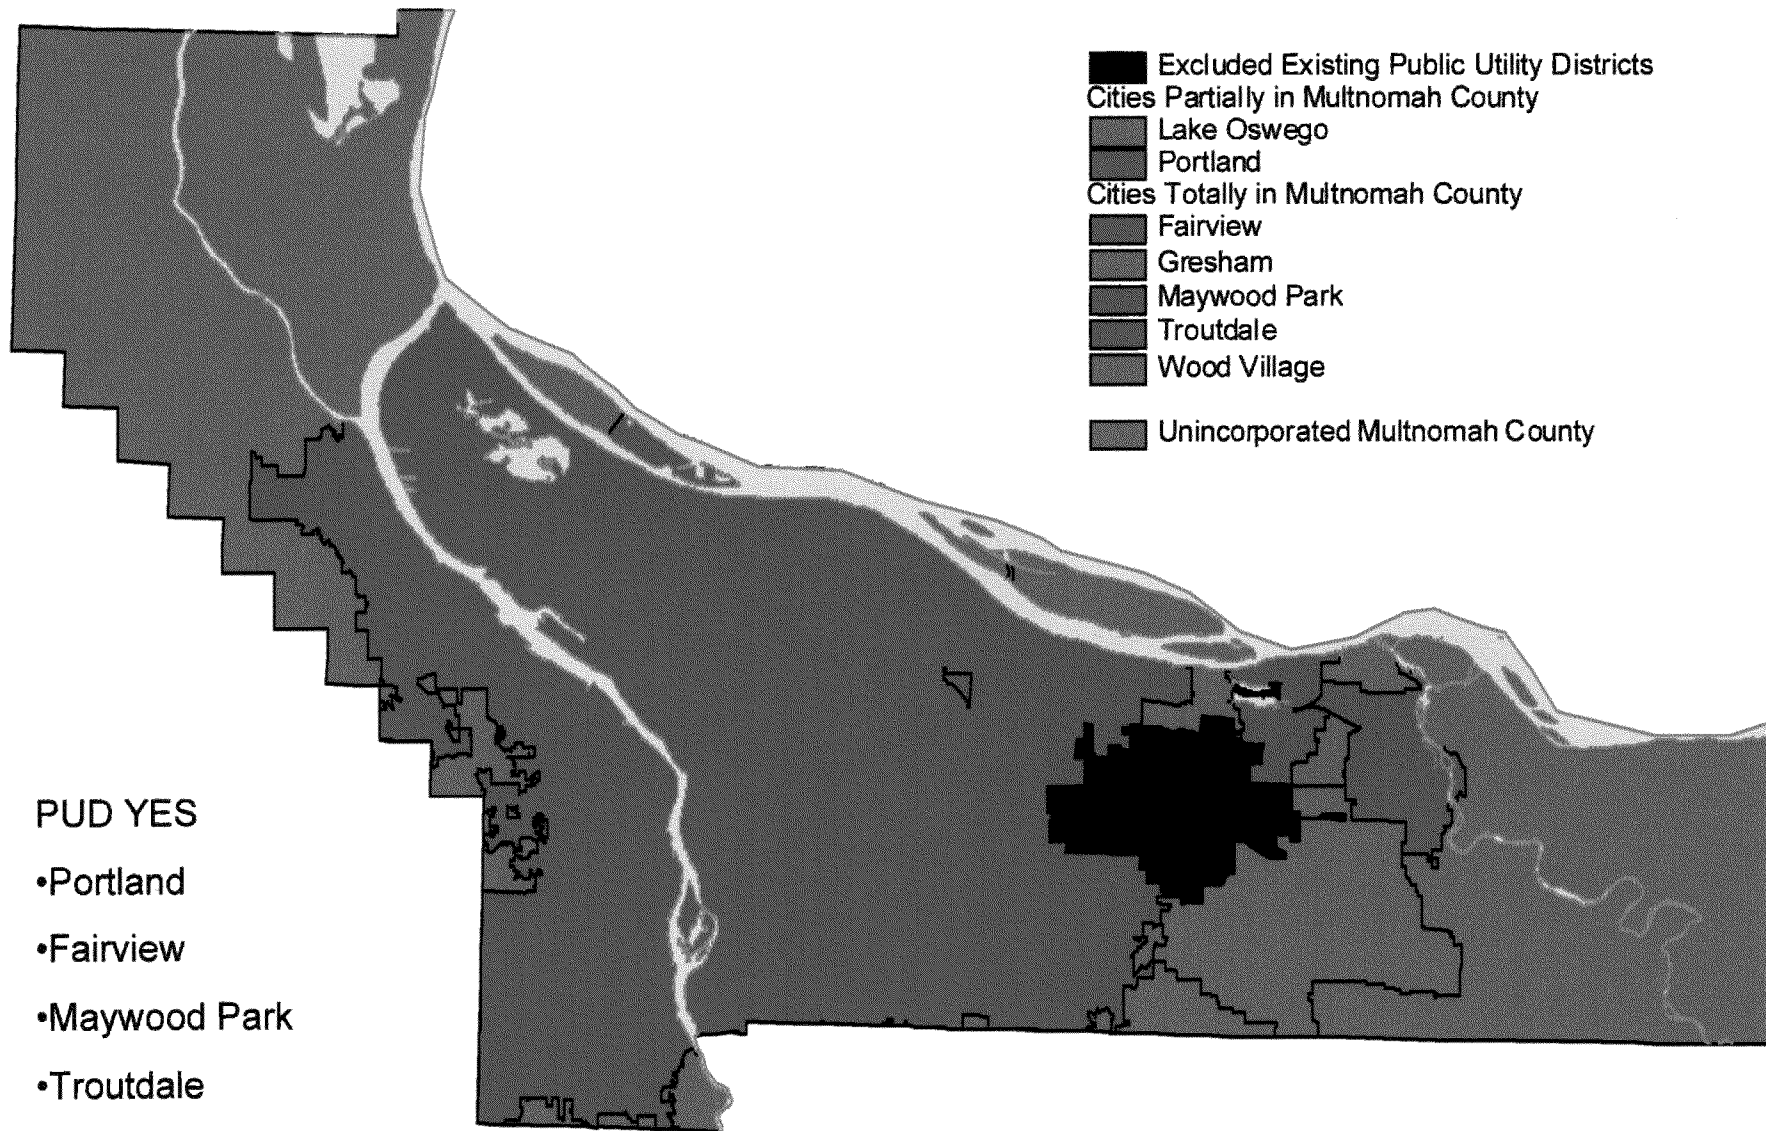 Excluded Existing Public Utility Districts
Cities Partially in Multnomah County
Lake Oswego
Portland
Cities Totally in Multnomah County
Fairview
Gresham
Maywood Park
Troutdale
Wood Village
Unincorporated Multnomah County
PUD YES
•Portland
•Fairview
•Maywood Park
•Troutdale